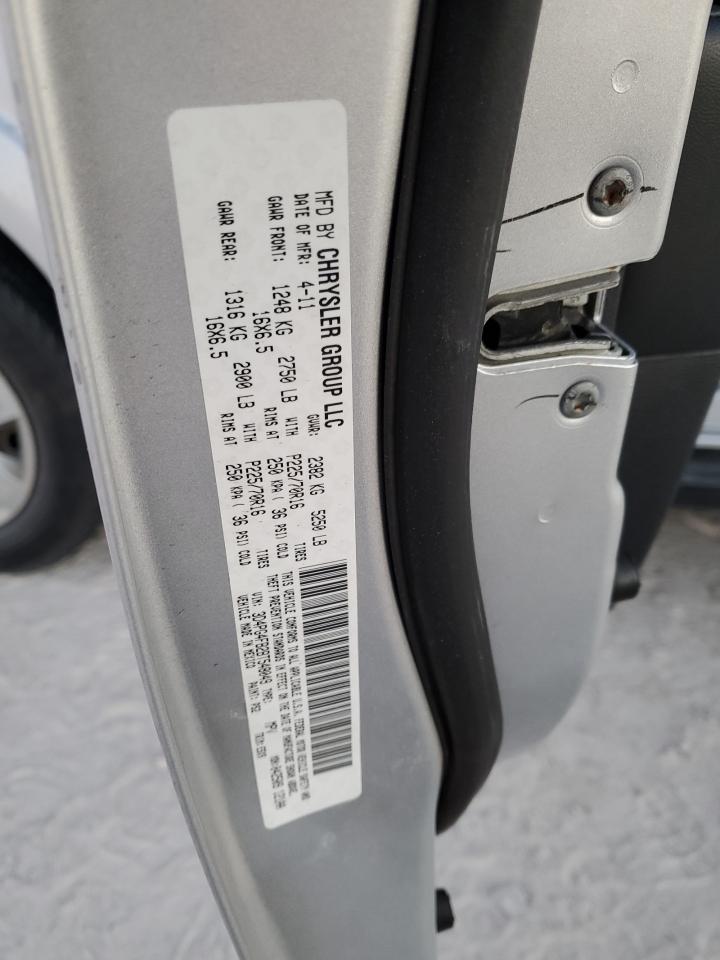 MFD BY CHRYSLER GROUP LLC
DATE OF MFR: 4-11 GVWR: 2382 KG 5250 LB
GAWR FRONT: 1248 KG 2750 LB WITH P225/70R16 TIRES
16X6.5 RIMS AT 250 KPA ( 36 PSI) COLD
GAWR REAR: 1316 KG 2900 LB WITH P225/70R16 TIRES
16X6.5 RIMS AT 250 KPA ( 36 PSI) COLD
THIS VEHICLE CONFORMS TO ALL APPLICABLE U.S.A. FEDERAL MOTOR VEHICLE SAFETY AND
THEFT PREVENTION STANDARDS IN EFFECT ON THE DATE OF MANUFACTURE SHOWN ABOVE.
VIN: TYPE: MPV
VEHICLE MADE IN MEXICO PAINT: PS2 TRIM: